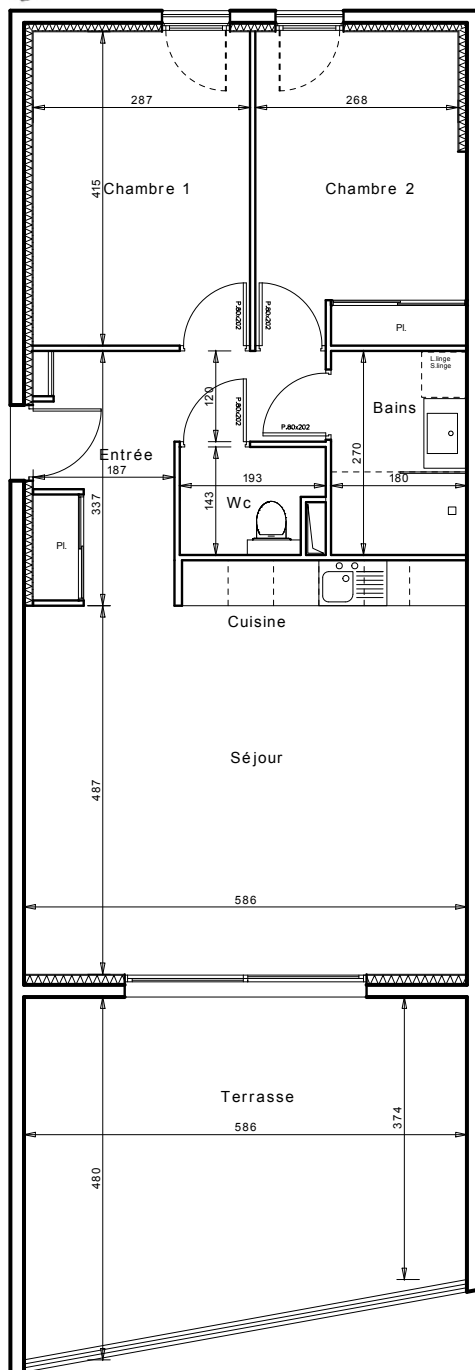 287
268
415
Chambre 1
Chambre 2
P.80x202
P.80x202
Pl.
L.linge
S.linge
120
P.80x202
Bains
P.80x202
Entrée
187
337
193
270
180
143
Wc
Pl.
Cuisine
Séjour
487
586
Terrasse
586
374
480